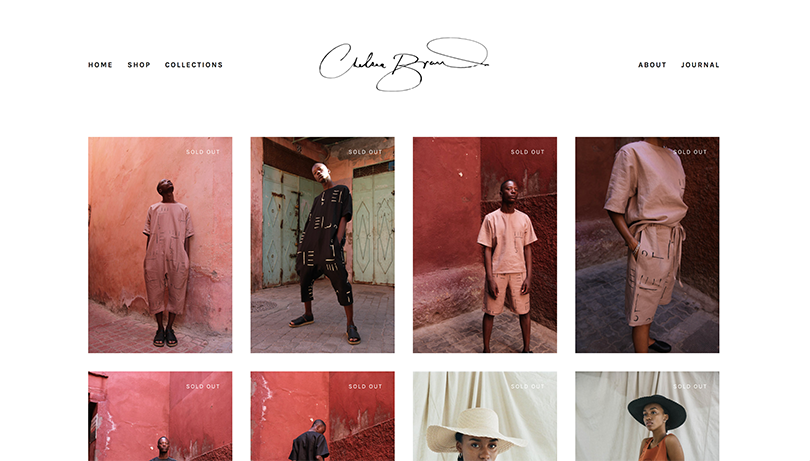 HOME SHOP COLLECTIONS
Chelsea Bravo
ABOUT JOURNAL
SOLD OUT SOLD OUT SOLD OUT SOLD OUT
SOLD OUT SOLD OUT SOLD OUT SOLD OUT